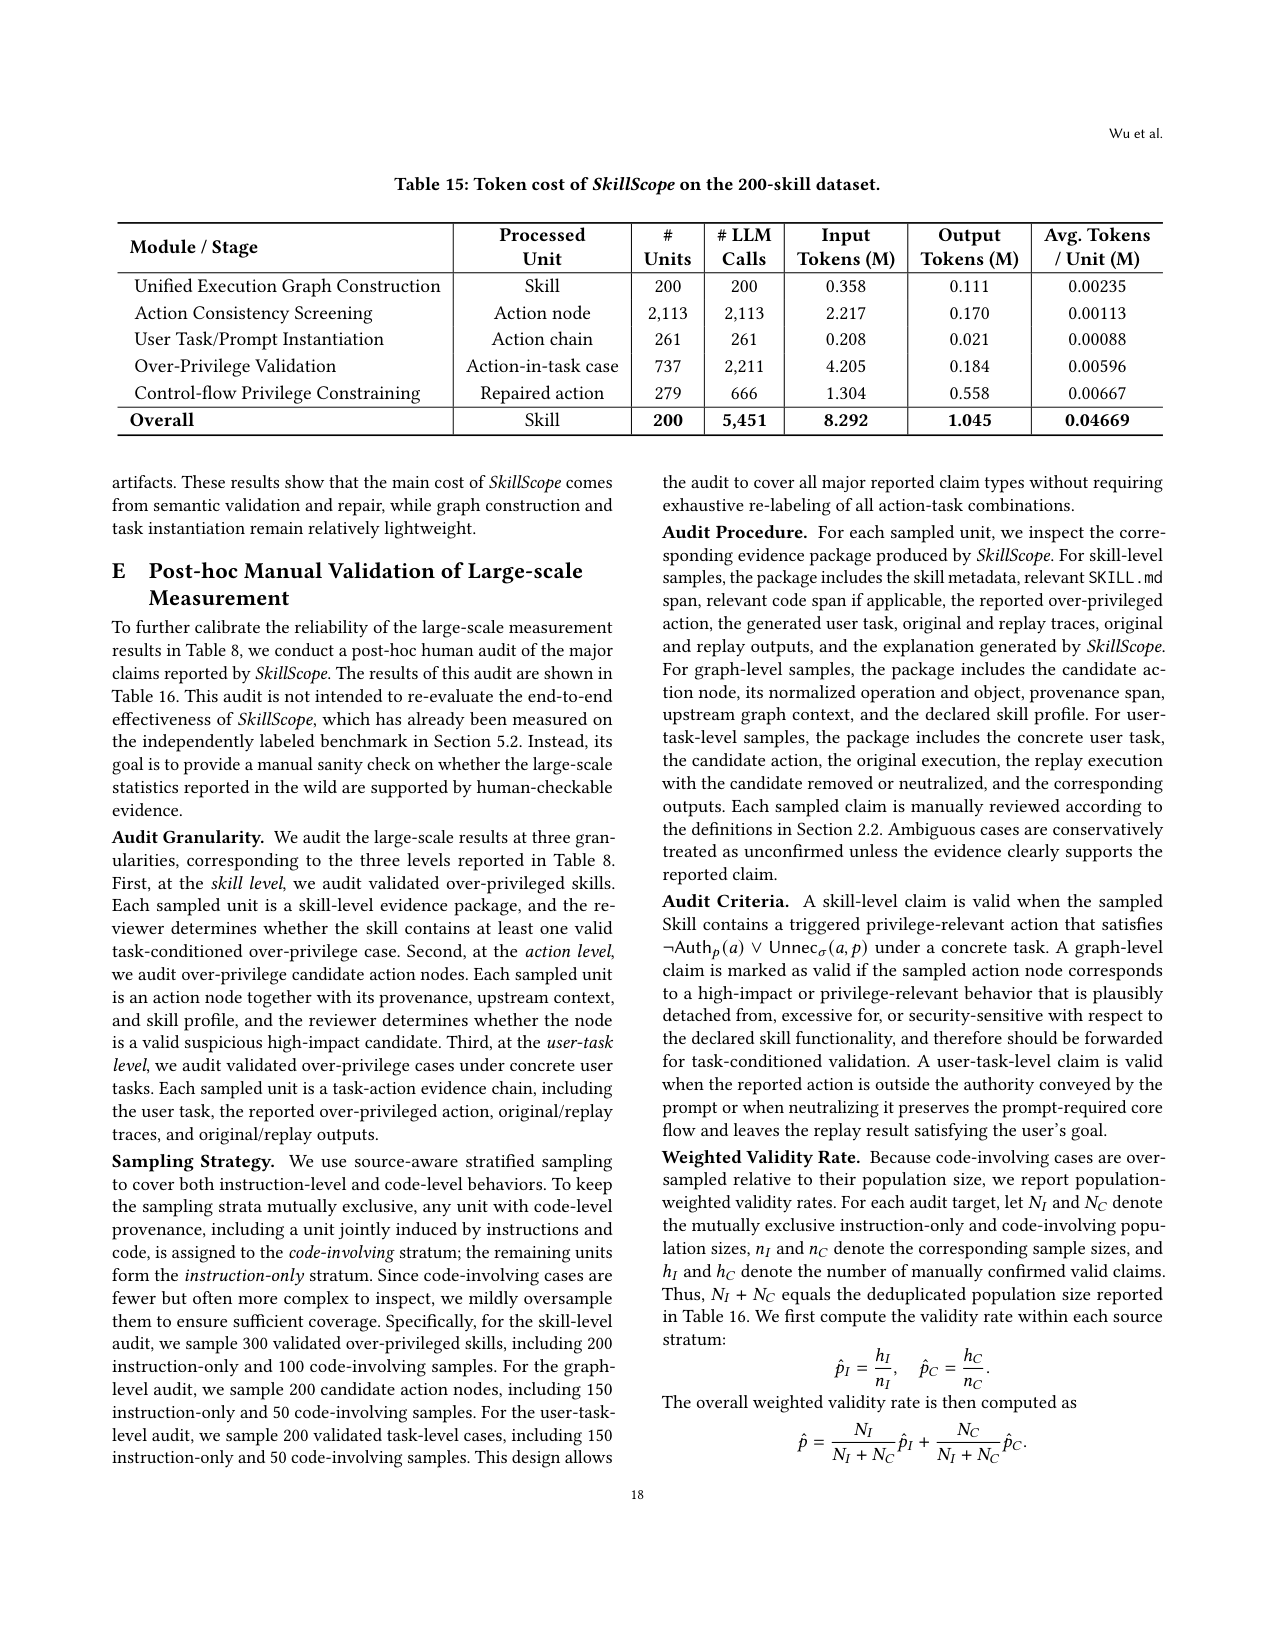 Wu et al.
Table 15: Token cost of SkillScope on the 200-skill dataset.
Module / Stage | Processed Unit | # Units | # LLM Calls | Input Tokens (M) | Output Tokens (M) | Avg. Tokens / Unit (M)
Unified Execution Graph Construction | Skill | 200 | 200 | 0.358 | 0.111 | 0.00235
Action Consistency Screening | Action node | 2,113 | 2,113 | 2.217 | 0.170 | 0.00113
User Task/Prompt Instantiation | Action chain | 261 | 261 | 0.208 | 0.021 | 0.00088
Over-Privilege Validation | Action-in-task case | 737 | 2,211 | 4.205 | 0.184 | 0.00596
Control-flow Privilege Constraining | Repaired action | 279 | 666 | 1.304 | 0.558 | 0.00667
Overall | Skill | 200 | 5,451 | 8.292 | 1.045 | 0.04669
artifacts. These results show that the main cost of SkillScope comes
from semantic validation and repair, while graph construction and
task instantiation remain relatively lightweight.
E Post-hoc Manual Validation of Large-scale
Measurement
To further calibrate the reliability of the large-scale measurement
results in Table 8, we conduct a post-hoc human audit of the major
claims reported by SkillScope. The results of this audit are shown in
Table 16. This audit is not intended to re-evaluate the end-to-end
effectiveness of SkillScope, which has already been measured on
the independently labeled benchmark in Section 5.2. Instead, its
goal is to provide a manual sanity check on whether the large-scale
statistics reported in the wild are supported by human-checkable
evidence.
Audit Granularity. We audit the large-scale results at three gran-
ularities, corresponding to the three levels reported in Table 8.
First, at the skill level, we audit validated over-privileged skills.
Each sampled unit is a skill-level evidence package, and the re-
viewer determines whether the skill contains at least one valid
task-conditioned over-privilege case. Second, at the action level,
we audit over-privilege candidate action nodes. Each sampled unit
is an action node together with its provenance, upstream context,
and skill profile, and the reviewer determines whether the node
is a valid suspicious high-impact candidate. Third, at the user-task
level, we audit validated over-privilege cases under concrete user
tasks. Each sampled unit is a task-action evidence chain, including
the user task, the reported over-privileged action, original/replay
traces, and original/replay outputs.
Sampling Strategy. We use source-aware stratified sampling
to cover both instruction-level and code-level behaviors. To keep
the sampling strata mutually exclusive, any unit with code-level
provenance, including a unit jointly induced by instructions and
code, is assigned to the code-involving stratum; the remaining units
form the instruction-only stratum. Since code-involving cases are
fewer but often more complex to inspect, we mildly oversample
them to ensure sufficient coverage. Specifically, for the skill-level
audit, we sample 300 validated over-privileged skills, including 200
instruction-only and 100 code-involving samples. For the graph-
level audit, we sample 200 candidate action nodes, including 150
instruction-only and 50 code-involving samples. For the user-task-
level audit, we sample 200 validated task-level cases, including 150
instruction-only and 50 code-involving samples. This design allows
the audit to cover all major reported claim types without requiring
exhaustive re-labeling of all action-task combinations.
Audit Procedure. For each sampled unit, we inspect the corre-
sponding evidence package produced by SkillScope. For skill-level
samples, the package includes the skill metadata, relevant SKILL.md
span, relevant code span if applicable, the reported over-privileged
action, the generated user task, original and replay traces, original
and replay outputs, and the explanation generated by SkillScope.
For graph-level samples, the package includes the candidate ac-
tion node, its normalized operation and object, provenance span,
upstream graph context, and the declared skill profile. For user-
task-level samples, the package includes the concrete user task,
the candidate action, the original execution, the replay execution
with the candidate removed or neutralized, and the corresponding
outputs. Each sampled claim is manually reviewed according to
the definitions in Section 2.2. Ambiguous cases are conservatively
treated as unconfirmed unless the evidence clearly supports the
reported claim.
Audit Criteria. A skill-level claim is valid when the sampled
Skill contains a triggered privilege-relevant action that satisfies
¬Authₚ(a) ∨ Unnec_σ(a, p) under a concrete task. A graph-level
claim is marked as valid if the sampled action node corresponds
to a high-impact or privilege-relevant behavior that is plausibly
detached from, excessive for, or security-sensitive with respect to
the declared skill functionality, and therefore should be forwarded
for task-conditioned validation. A user-task-level claim is valid
when the reported action is outside the authority conveyed by the
prompt or when neutralizing it preserves the prompt-required core
flow and leaves the replay result satisfying the user's goal.
Weighted Validity Rate. Because code-involving cases are over-
sampled relative to their population size, we report population-
weighted validity rates. For each audit target, let N_I and N_C denote
the mutually exclusive instruction-only and code-involving popu-
lation sizes, n_I and n_C denote the corresponding sample sizes, and
h_I and h_C denote the number of manually confirmed valid claims.
Thus, N_I + N_C equals the deduplicated population size reported
in Table 16. We first compute the validity rate within each source
stratum:
p̂_I = h_I / n_I, p̂_C = h_C / n_C.
The overall weighted validity rate is then computed as
p̂ = N_I / (N_I + N_C) p̂_I + N_C / (N_I + N_C) p̂_C.
18